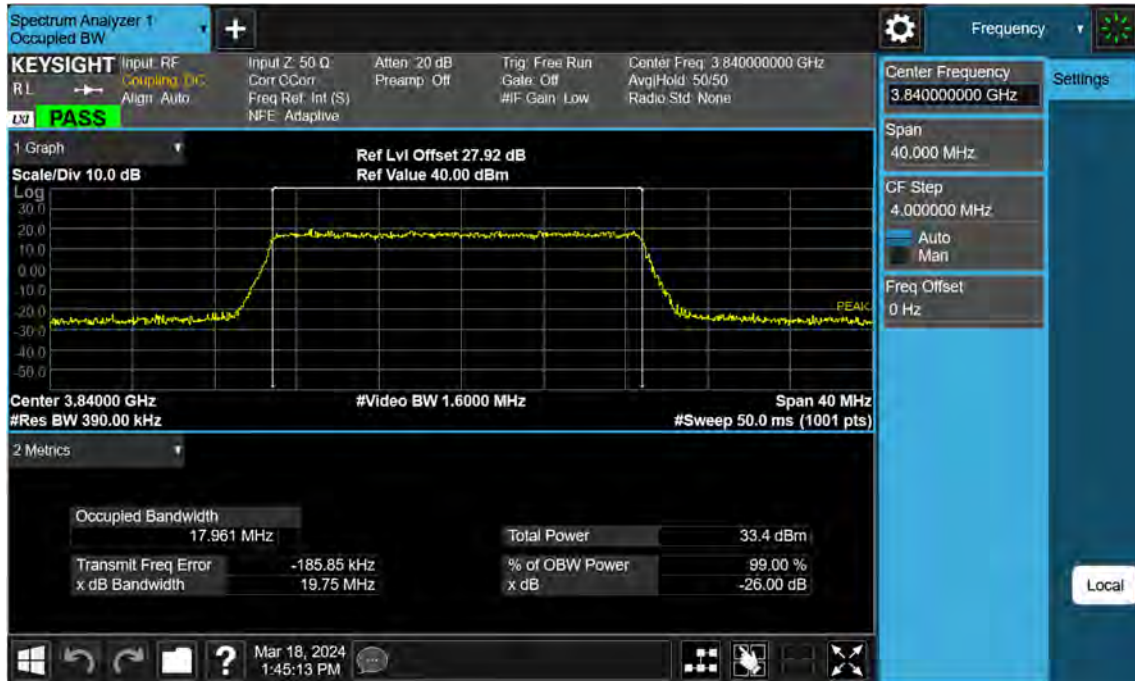 Spectrum Analyzer 1
Occupied BW
+
Frequency
KEYSIGHT
Input: RF
Input Z: 50 Ω
Atten: 20 dB
Trig: Free Run
Center Freq: 3.840000000 GHz
RL
Coupling: DC
Corr CCorr
Preamp: Off
Gate: Off
Avg|Hold: 50/50
Align: Auto
Freq Ref: Int (S)
#IF Gain: Low
Radio Std: None
NFE: Adaptive
LXI
PASS
Center Frequency
3.840000000 GHz
Settings
Span
40.000 MHz
CF Step
4.000000 MHz
Auto
Man
Freq Offset
0 Hz
1 Graph
Ref Lvl Offset 27.92 dB
Scale/Div 10.0 dB
Ref Value 40.00 dBm
Log
30.0
20.0
10.0
0.00
-10.0
-20.0
-30.0
-40.0
-50.0
PEAK
Center 3.84000 GHz
#Video BW 1.6000 MHz
Span 40 MHz
#Res BW 390.00 kHz
#Sweep 50.0 ms (1001 pts)
2 Metrics
Occupied Bandwidth
17.961 MHz
Total Power
33.4 dBm
Transmit Freq Error
-185.85 kHz
% of OBW Power
99.00 %
x dB Bandwidth
19.75 MHz
x dB
-26.00 dB
Local
?
Mar 18, 2024
1:45:13 PM